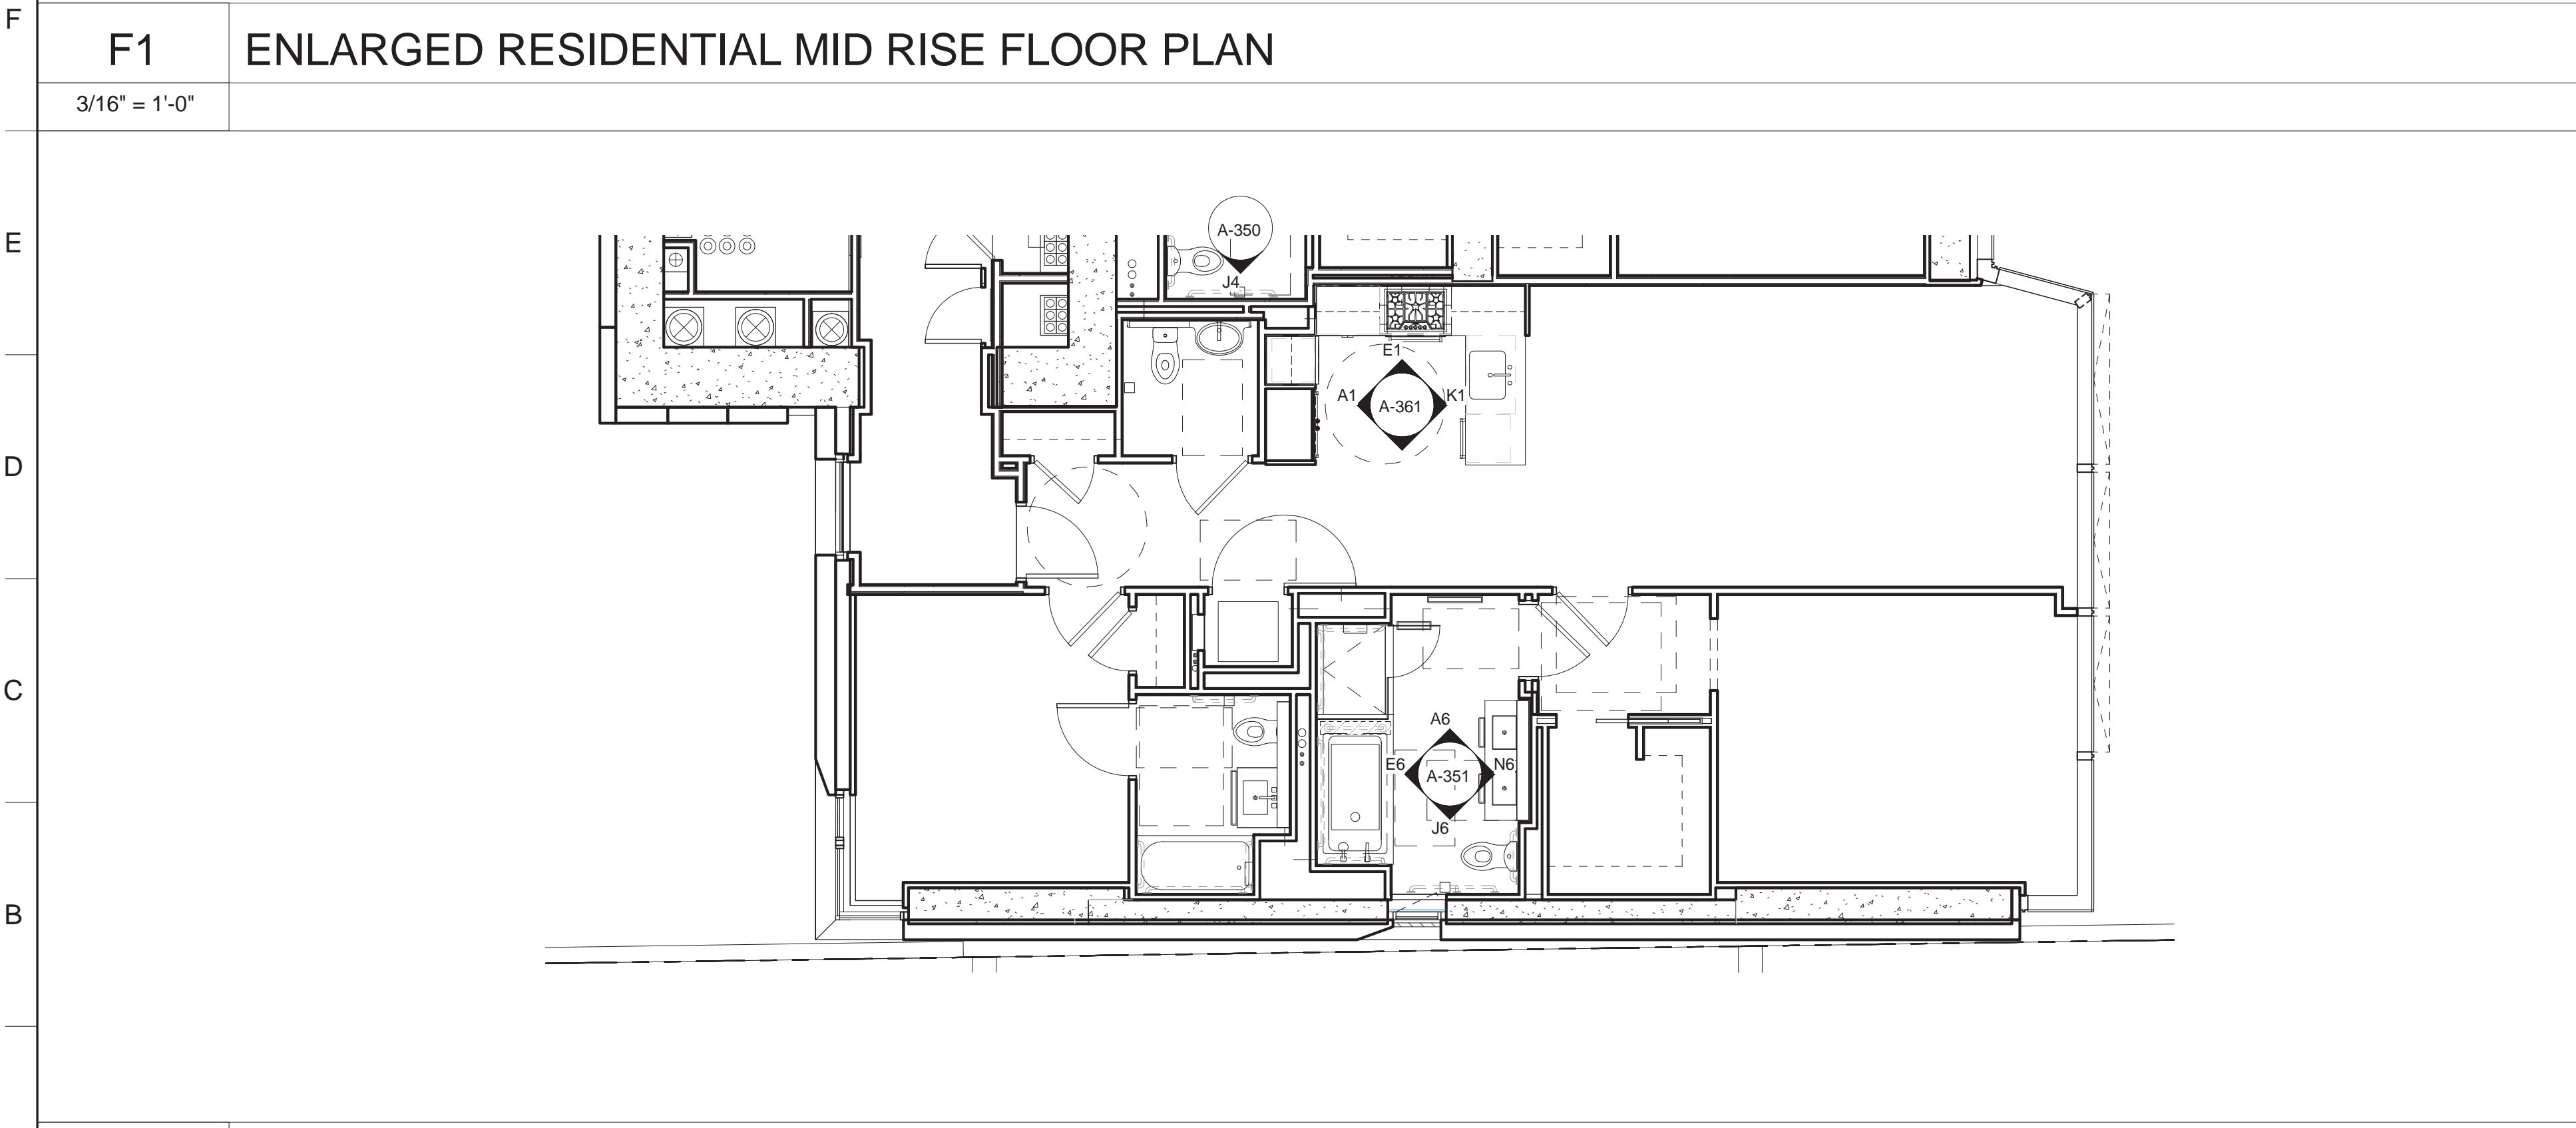 F
F1
ENLARGED RESIDENTIAL MID RISE FLOOR PLAN
3/16" = 1'-0"
E
A-350
J4
E1
A1
A-361
K1
D
C
A6
E6
A-351
N6
J6
B